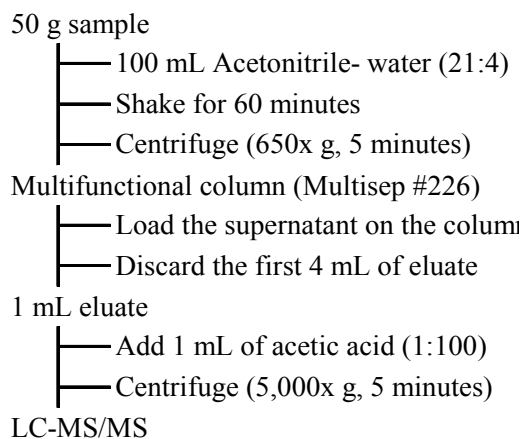 50 g sample
100 mL Acetonitrile- water (21:4)
Shake for 60 minutes
Centrifuge (650x g, 5 minutes)
Multifunctional column (Multisep #226)
Load the supernatant on the colum
Discard the first 4 mL of eluate
1 mL eluate
Add 1 mL of acetic acid (1:100)
Centrifuge (5,000x g, 5 minutes)
LC-MS/MS